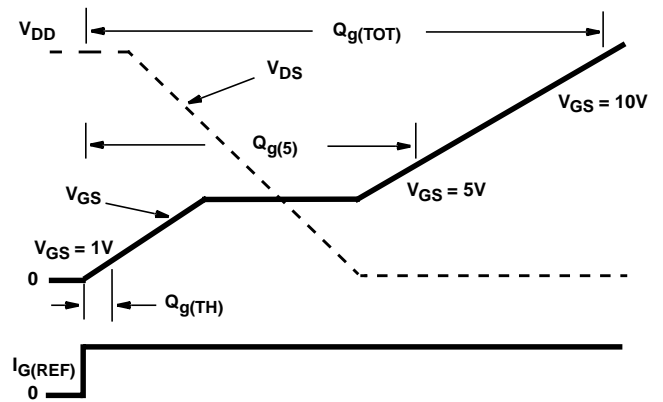 V_DD
Q_g(TOT)
V_DS
V_GS = 10V
Q_g(5)
V_GS
V_GS = 5V
V_GS = 1V
0
Q_g(TH)
I_G(REF)
0